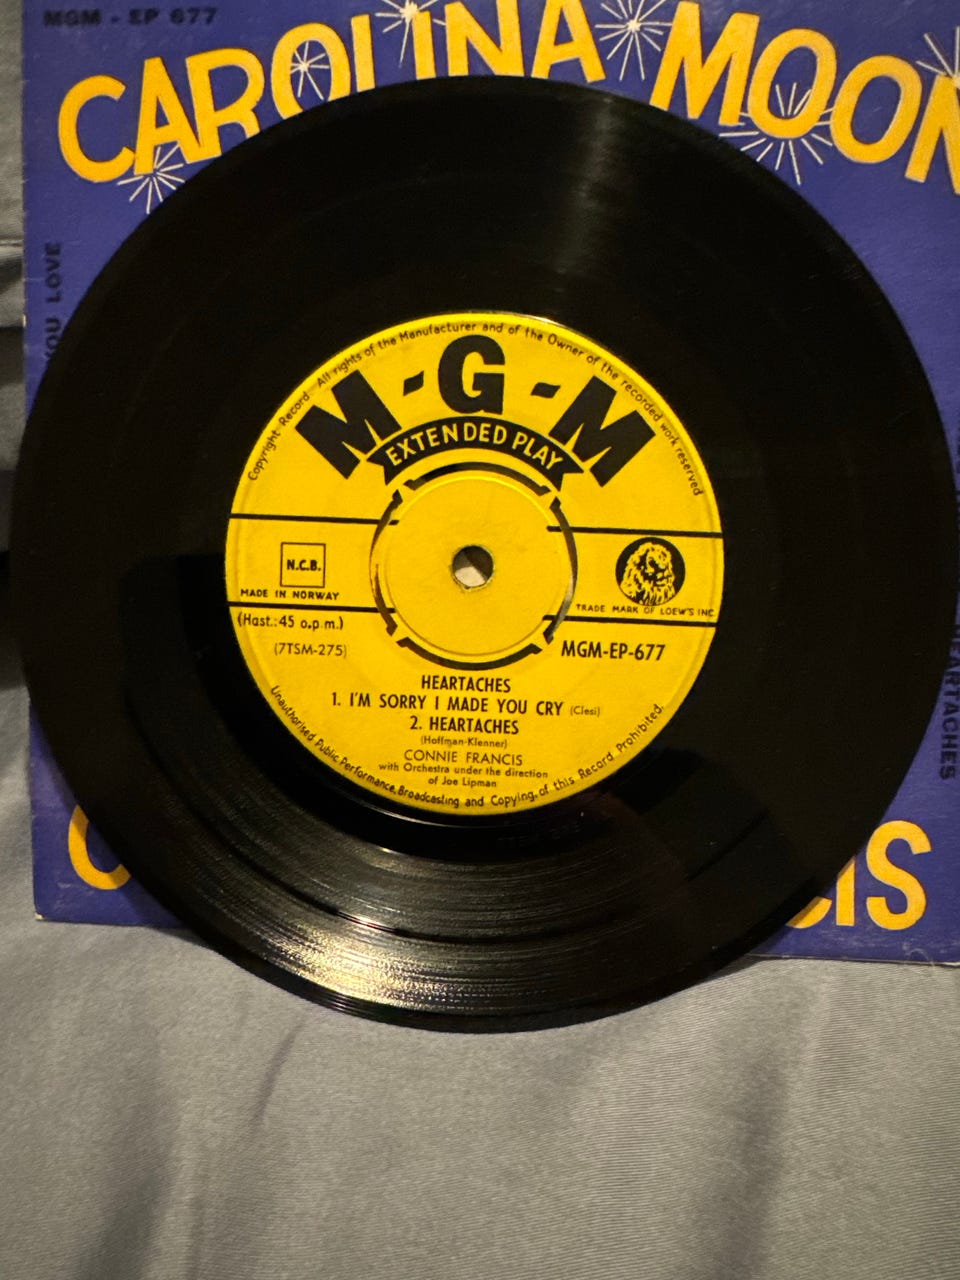 MGM - EP 677
CAROLINA MOON
YOU LOVE
Copyright Record. All rights of the Manufacturer and of the Owner of the recorded work reserved
M-G-M
EXTENDED PLAY
N.C.B.
MADE IN NORWAY
TRADE MARK OF LOEW'S INC.
(Hast.: 45 o.p.m.)
(7TSM-275)
MGM-EP-677
HEARTACHES
1. I'M SORRY I MADE YOU CRY (Clesi)
2. HEARTACHES
(Hoffman-Klenner)
CONNIE FRANCIS
with Orchestra under the direction
of Joe Lipman
Unauthorised Public Performance, Broadcasting and Copying, of this Record Prohibited.
HEARTACHES
C
CIS